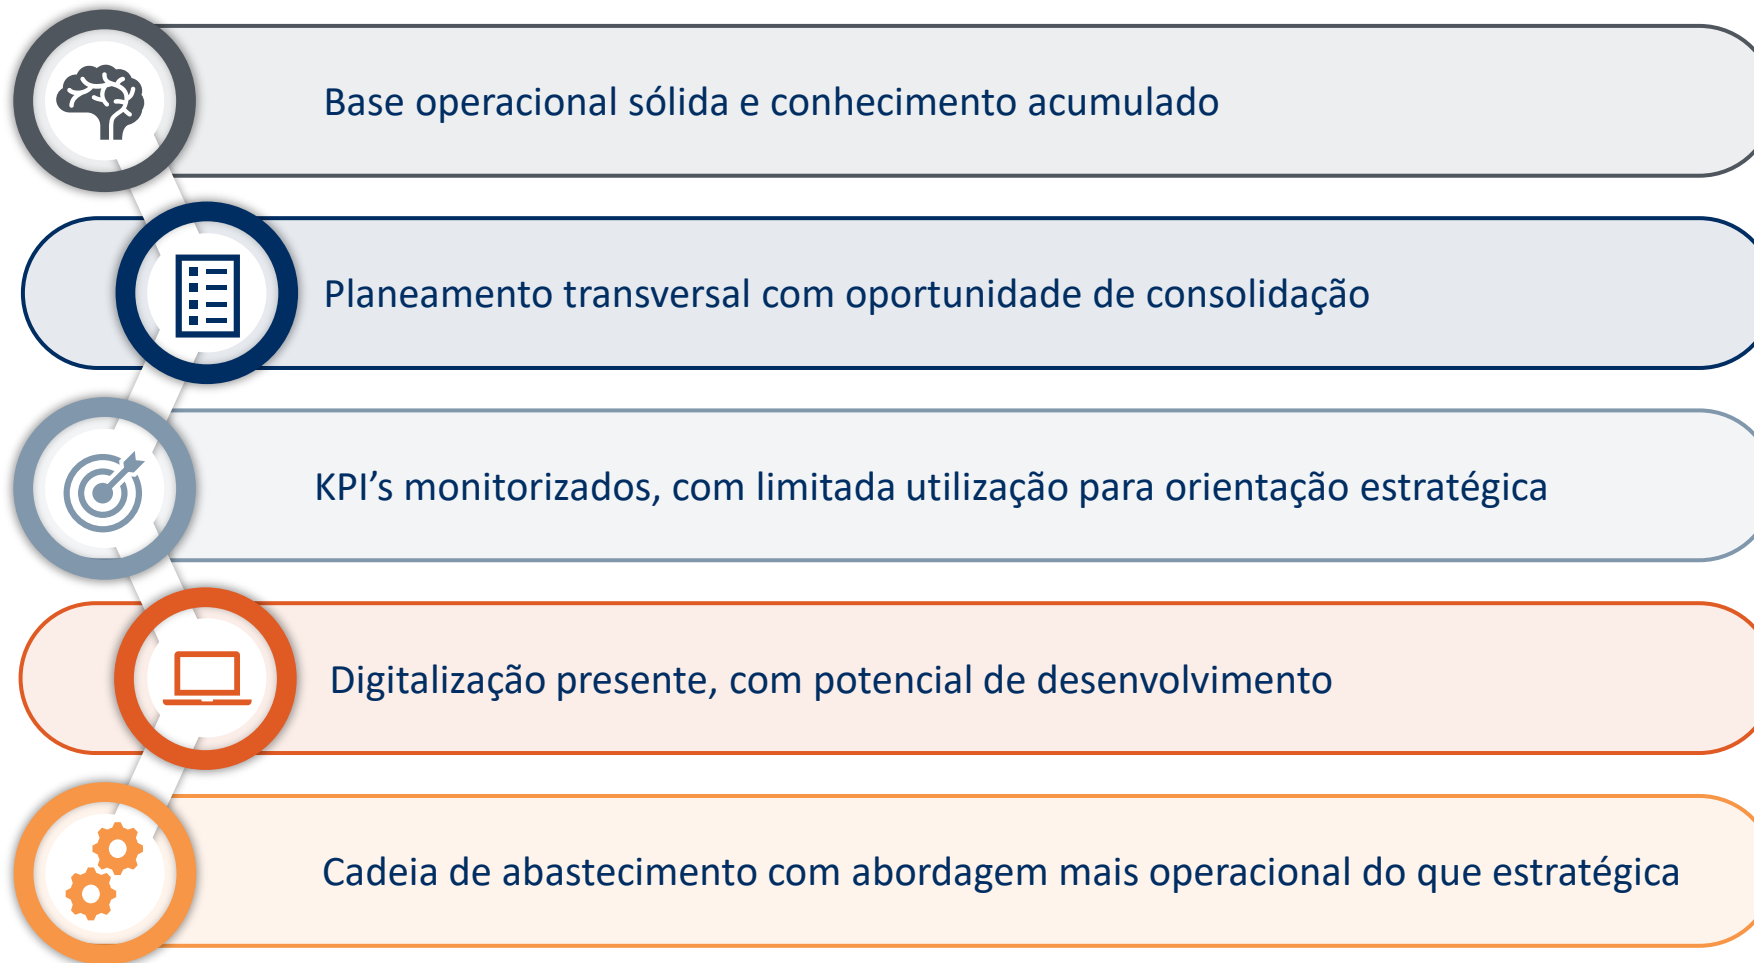 Base operacional sólida e conhecimento acumulado
Planeamento transversal com oportunidade de consolidação
KPI’s monitorizados, com limitada utilização para orientação estratégica
Digitalização presente, com potencial de desenvolvimento
Cadeia de abastecimento com abordagem mais operacional do que estratégica